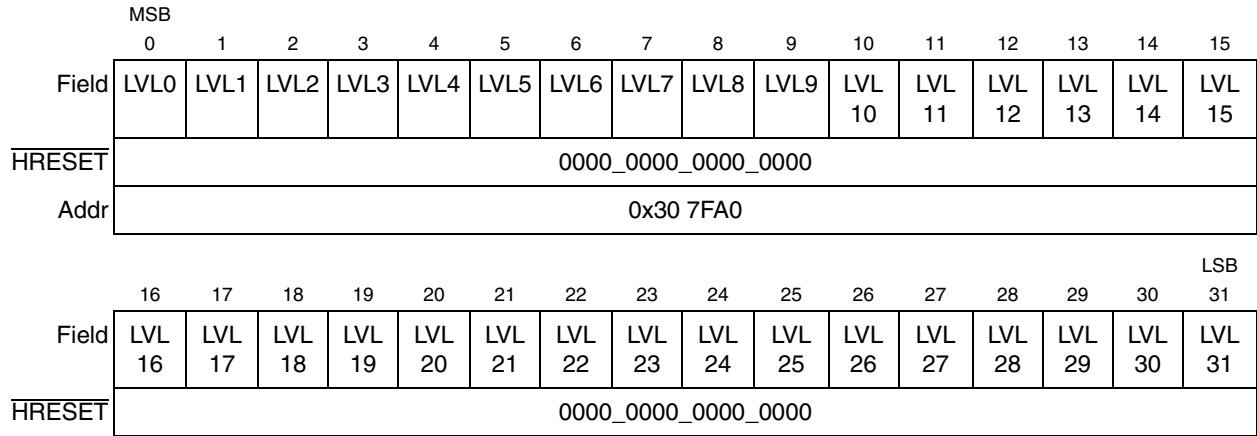 MSB
0 1 2 3 4 5 6 7 8 9 10 11 12 13 14 15
Field LVL0 LVL1 LVL2 LVL3 LVL4 LVL5 LVL6 LVL7 LVL8 LVL9 LVL LVL LVL LVL LVL LVL
10 11 12 13 14 15
HRESET 0000_0000_0000_0000
Addr 0x30 7FA0
LSB
16 17 18 19 20 21 22 23 24 25 26 27 28 29 30 31
Field LVL LVL LVL LVL LVL LVL LVL LVL LVL LVL LVL LVL LVL LVL LVL LVL
16 17 18 19 20 21 22 23 24 25 26 27 28 29 30 31
HRESET 0000_0000_0000_0000